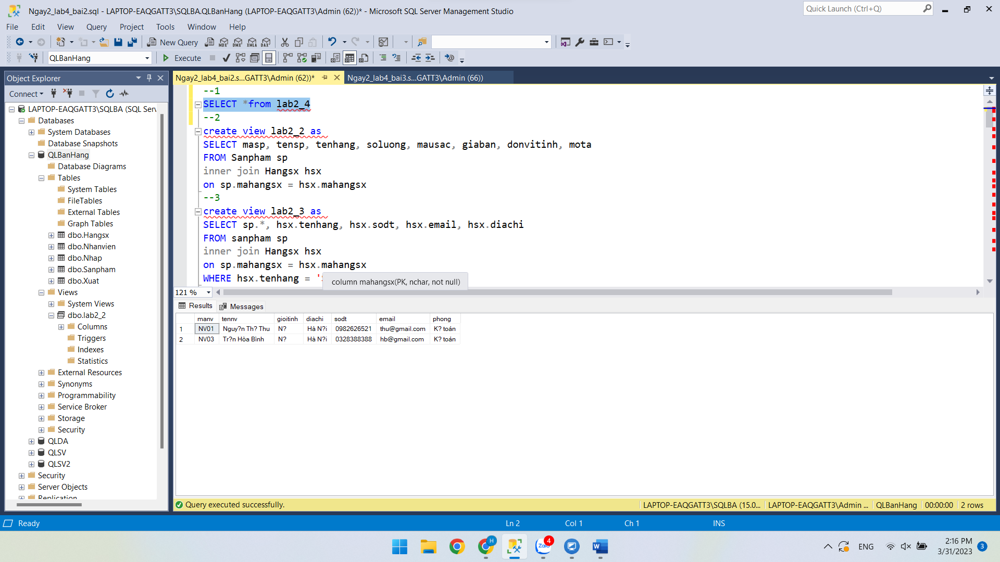 Ngay2_lab4_bai2.sql - LAPTOP-EAQGATT3\SQLBA.QLBanHang (LAPTOP-EAQGATT3\Admin (62))* - Microsoft SQL Server Management Studio
Quick Launch (Ctrl+Q)
File Edit View Query Project Tools Window Help
New Query
MDX DMX XMLA DAX
QLBanHang
Execute
Object Explorer
Connect
LAPTOP-EAQGATT3\SQLBA (SQL Serv
Databases
System Databases
Database Snapshots
QLBanHang
Database Diagrams
Tables
System Tables
FileTables
External Tables
Graph Tables
dbo.Hangsx
dbo.Nhanvien
dbo.Nhap
dbo.Sanpham
dbo.Xuat
Views
System Views
dbo.lab2_2
Columns
Triggers
Indexes
Statistics
External Resources
Synonyms
Programmability
Service Broker
Storage
Security
QLDA
QLSV
QLSV2
Security
Server Objects
Replication
Ngay2_lab4_bai2.s...GATT3\Admin (62))*
Ngay2_lab4_bai3.s...GATT3\Admin (66))
--1
SELECT *from lab2_4
--2
create view lab2_2 as
SELECT masp, tensp, tenhang, soluong, mausac, giaban, donvitinh, mota
FROM Sanpham sp
inner join Hangsx hsx
on sp.mahangsx = hsx.mahangsx
--3
create view lab2_3 as
SELECT sp.*, hsx.tenhang, hsx.sodt, hsx.email, hsx.diachi
FROM sanpham sp
inner join Hangsx hsx
on sp.mahangsx = hsx.mahangsx
WHERE hsx.tenhang = '
column mahangsx(PK, nchar, not null)
121 %
Results Messages
manv tennv gioitinh diachi sodt email phong
1 NV01 Nguy?n Th? Thu N? Hà N?i 0982626521 thu@gmail.com K? toán
2 NV03 Tr?n Hòa Bình N? Hà N?i 0328388388 hb@gmail.com K? toán
Query executed successfully.
LAPTOP-EAQGATT3\SQLBA (15.0... LAPTOP-EAQGATT3\Admin ... QLBanHang 00:00:00 2 rows
Ready
Ln 2 Col 1 Ch 1 INS
H
Zalo
4
W
ENG
2:16 PM
3/31/2023
3